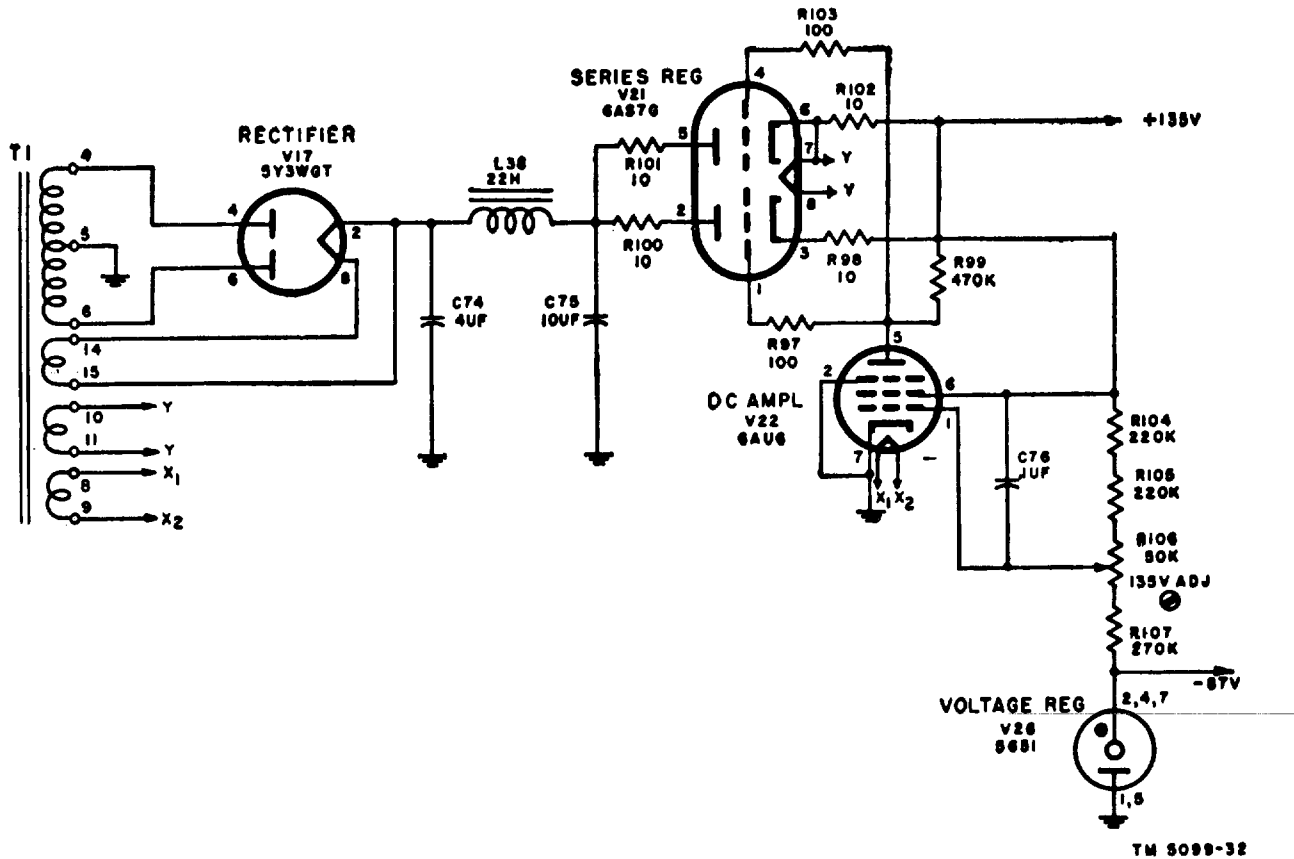 R103
100
SERIES REG
V21
6AS7G
4
5
R101
10
2
R100
10
1
6
R102
10
7
Y
Y
8
3
R98
10
+135V
R99
470K
R97
100
T1
4
5
6
14
15
10
Y
11
Y
8
X1
9
X2
RECTIFIER
V17
5Y3WGT
4
6
2
8
L38
22H
C74
4UF
C75
10UF
DC AMPL
V22
6AU6
2
5
6
1
7
X1 X2
C76
.1UF
R104
220K
R105
220K
R106
50K
135V ADJ
R107
270K
-87V
VOLTAGE REG
V26
5651
2,4,7
1,5
TM 5099-32